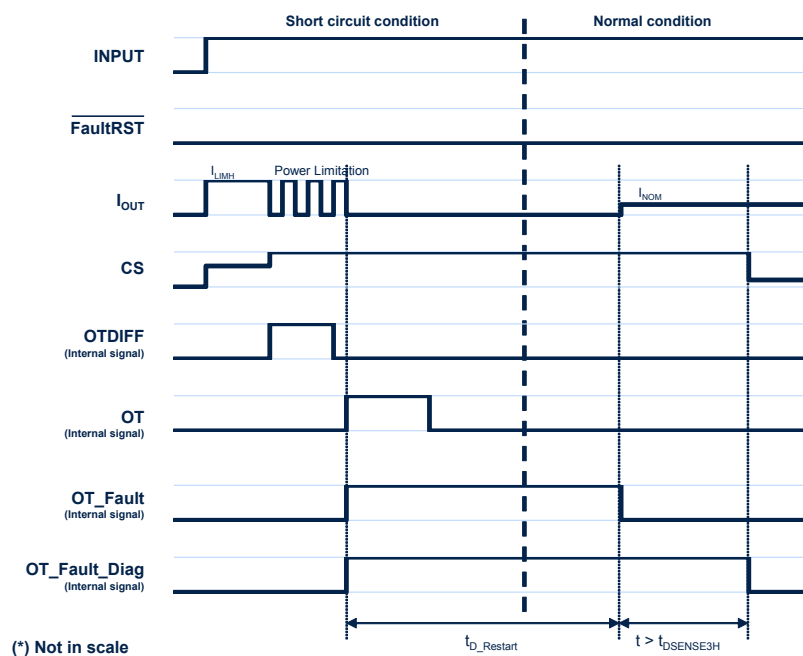 Short circuit condition
Normal condition
INPUT
FaultRST
I_LIMH
Power Limitation
I_OUT
I_NOM
CS
OTDIFF
(Internal signal)
OT
(Internal signal)
OT_Fault
(Internal signal)
OT_Fault_Diag
(Internal signal)
t_D_Restart
t > t_DSENSE3H
(*) Not in scale